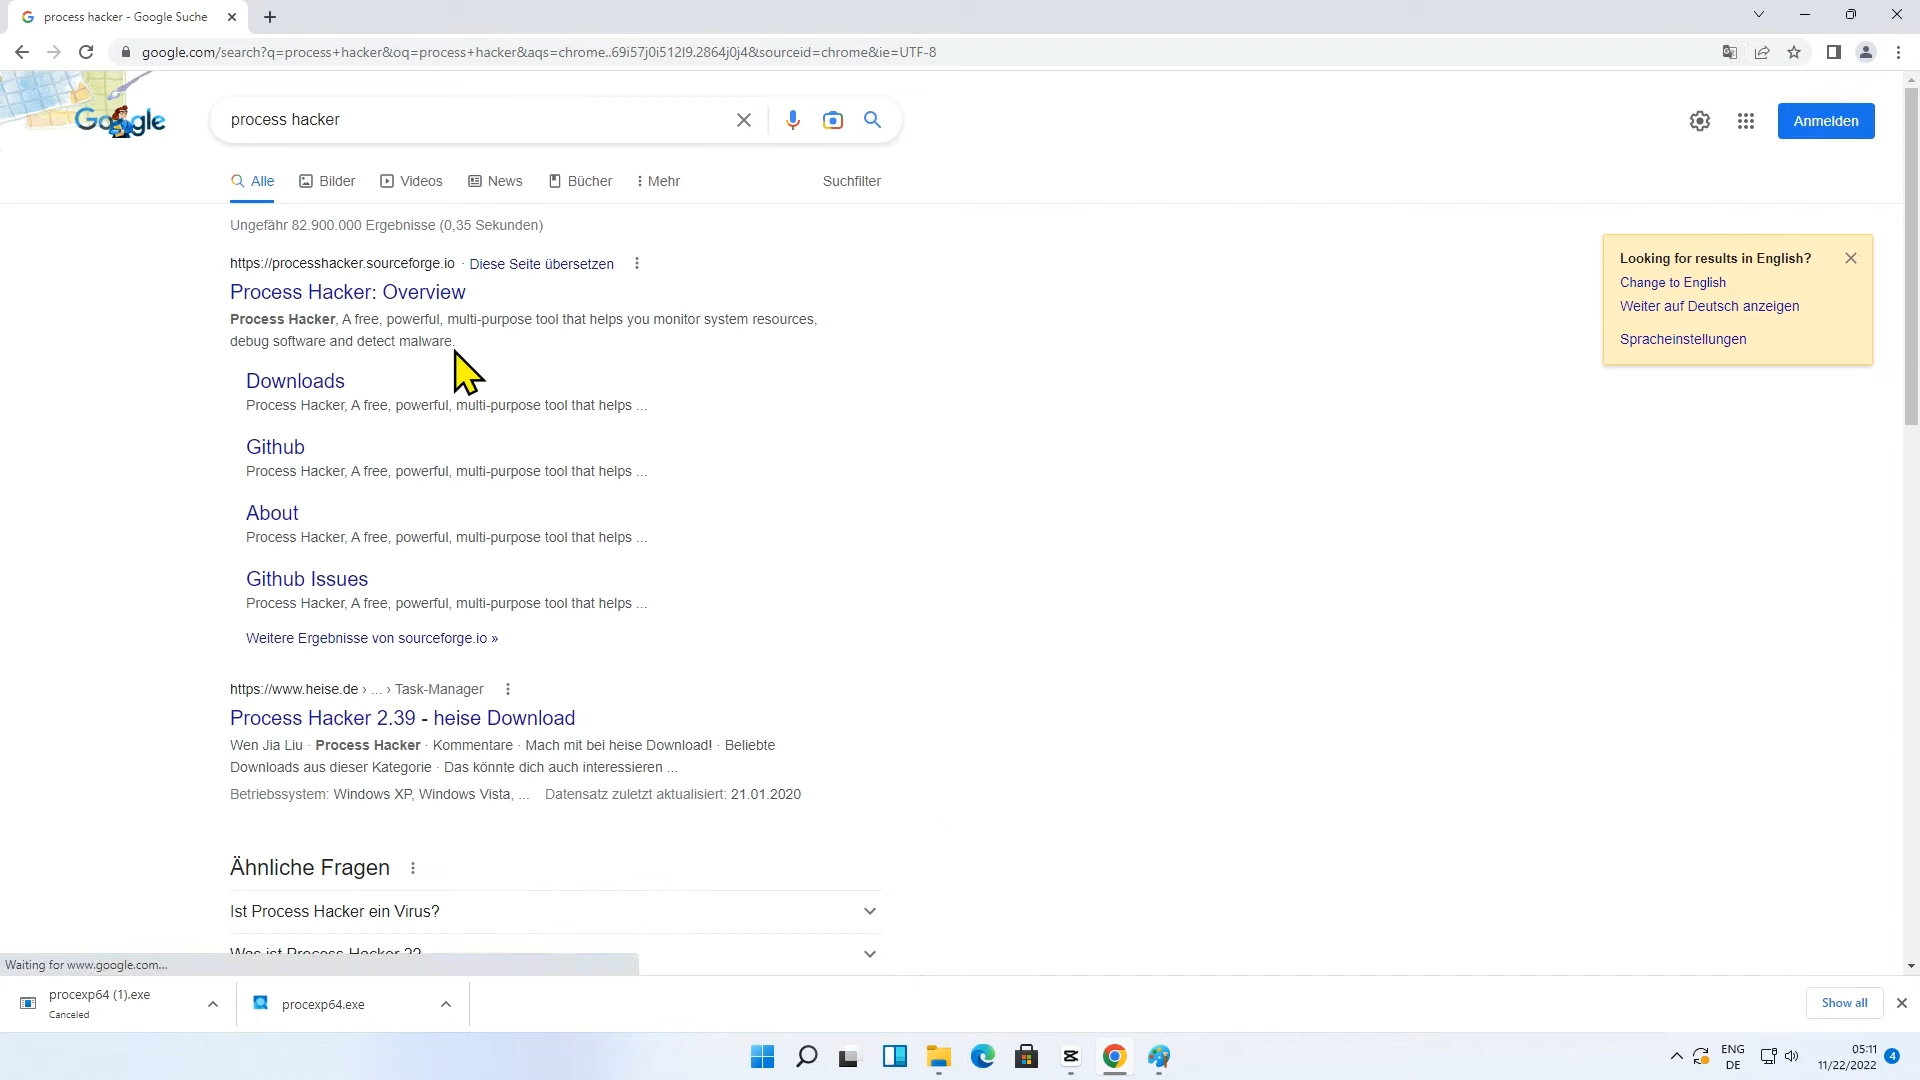 process hacker - Google Suche
google.com/search?q=process+hacker&oq=process+hacker&aqs=chrome..69i57j0i512l9.2864j0j4&sourceid=chrome&ie=UTF-8
Google
process hacker
Anmelden
Alle Bilder Videos News Bücher Mehr Suchfilter
Ungefähr 82.900.000 Ergebnisse (0,35 Sekunden)
https://processhacker.sourceforge.io · Diese Seite übersetzen
Process Hacker: Overview
Process Hacker, A free, powerful, multi-purpose tool that helps you monitor system resources,
debug software and detect malware.
Downloads
Process Hacker, A free, powerful, multi-purpose tool that helps ...
Github
Process Hacker, A free, powerful, multi-purpose tool that helps ...
About
Process Hacker, A free, powerful, multi-purpose tool that helps ...
Github Issues
Process Hacker, A free, powerful, multi-purpose tool that helps ...
Weitere Ergebnisse von sourceforge.io »
https://www.heise.de › ... › Task-Manager
Process Hacker 2.39 - heise Download
Wen Jia Liu · Process Hacker · Kommentare · Mach mit bei heise Download! · Beliebte
Downloads aus dieser Kategorie · Das könnte dich auch interessieren ...
Betriebssystem: Windows XP, Windows Vista, ... Datensatz zuletzt aktualisiert: 21.01.2020
Ähnliche Fragen
Ist Process Hacker ein Virus?
Was ist Process Hacker 2?
Looking for results in English?
Change to English
Weiter auf Deutsch anzeigen
Spracheinstellungen
Waiting for www.google.com...
procexp64 (1).exe
Canceled
procexp64.exe
Show all
ENG
DE
05:11
11/22/2022
4